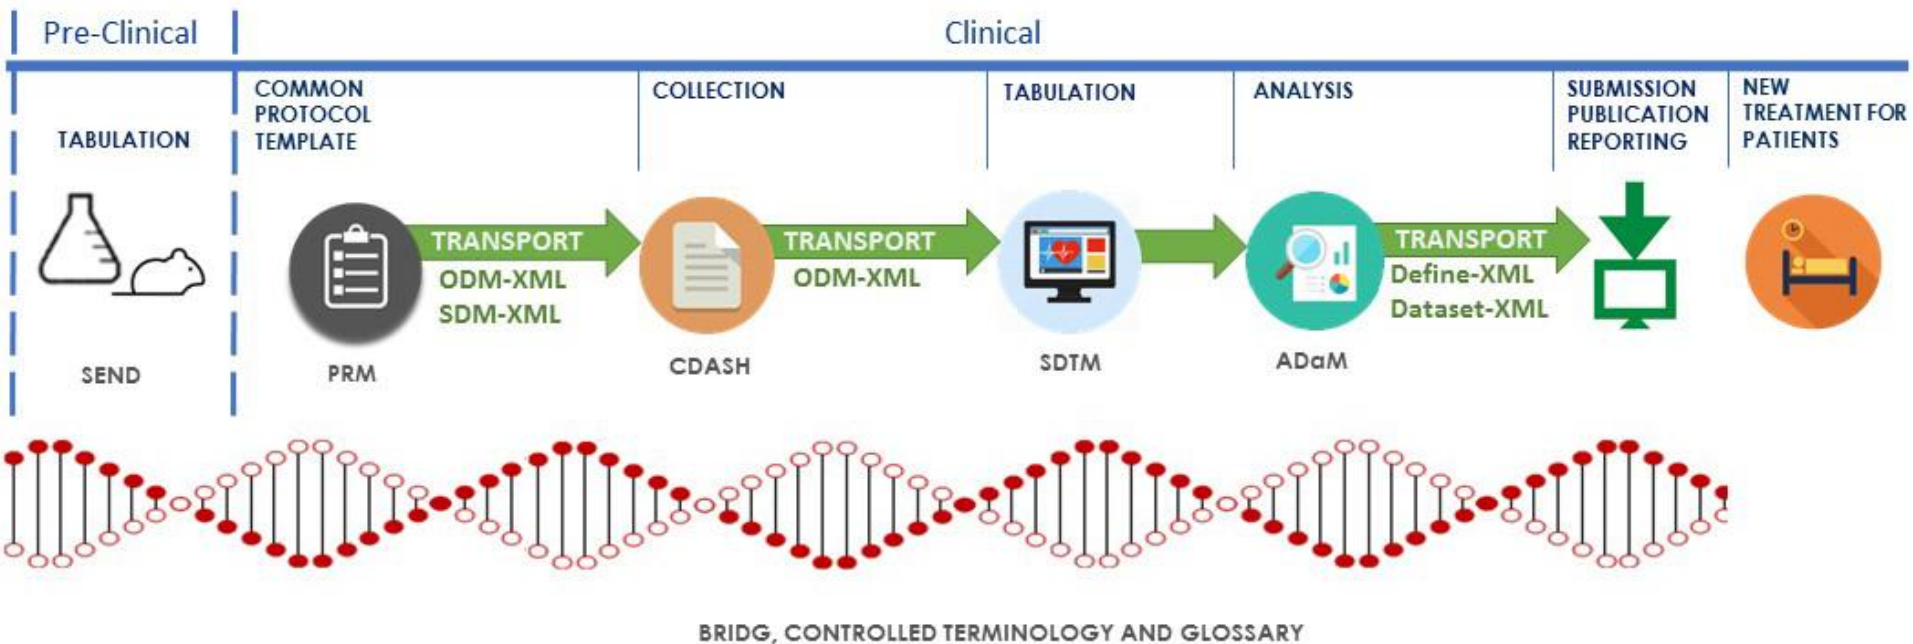 Pre-Clinical
Clinical
TABULATION
SEND
COMMON
PROTOCOL
TEMPLATE
PRM
TRANSPORT
ODM-XML
SDM-XML
COLLECTION
CDASH
TRANSPORT
ODM-XML
TABULATION
SDTM
ANALYSIS
ADaM
TRANSPORT
Define-XML
Dataset-XML
SUBMISSION
PUBLICATION
REPORTING
NEW
TREATMENT FOR
PATIENTS
BRIDG, CONTROLLED TERMINOLOGY AND GLOSSARY